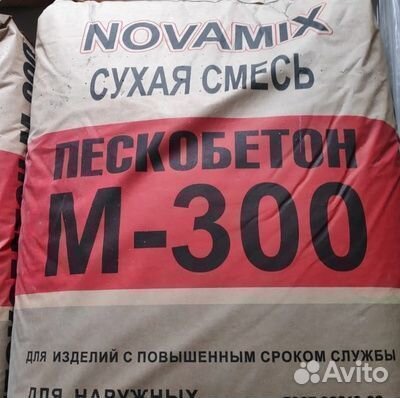 NOVAMIX
СУХАЯ СМЕСЬ
ПЕСКОБЕТОН
М-300
ДЛЯ ИЗДЕЛИЙ С ПОВЫШЕННЫМ СРОКОМ СЛУЖБЫ
ДЛЯ НАРУЖНЫХ
Avito